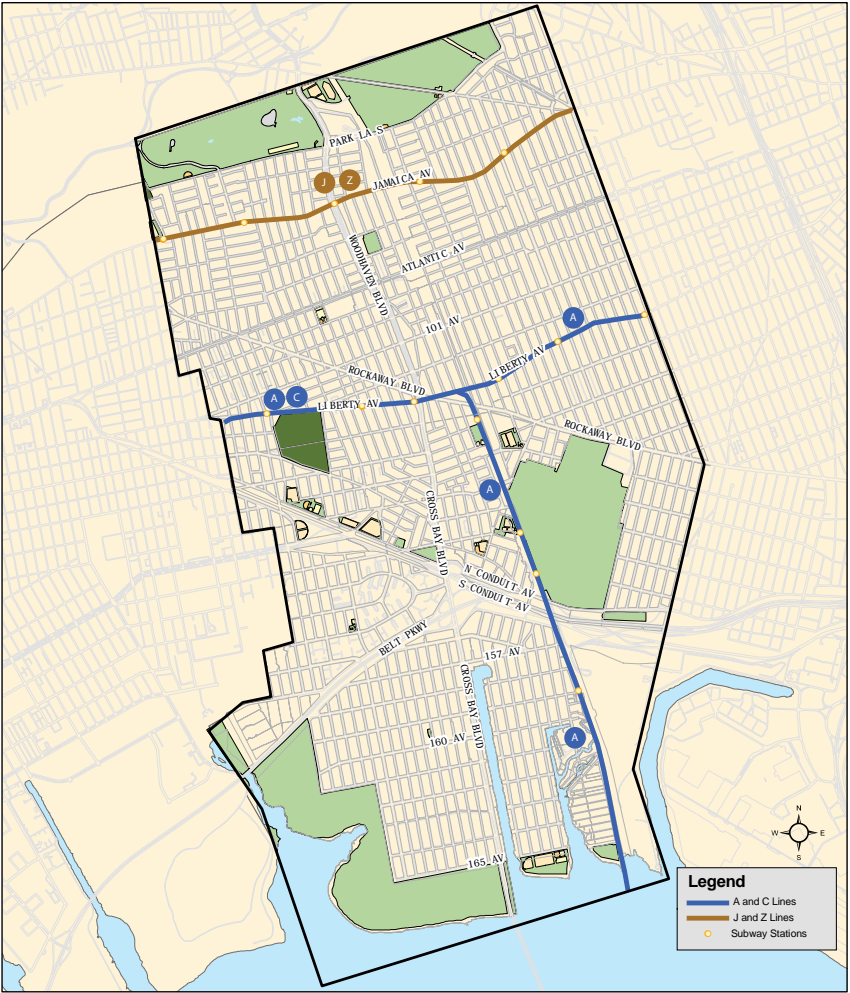 PARK LA S
J
Z
JAMAICA AV
WOODHAVEN BLVD
ATLANTIC AV
101 AV
A
LIBERTY AV
ROCKAWAY BLVD
A
C
LIBERTY AV
ROCKAWAY BLVD
A
CROSS BAY BLVD
N CONDUIT AV
S CONDUIT AV
BELT PKWY
157 AV
CROSS BAY BLVD
A
160 AV
165 AV
N
W
E
S
Legend
A and C Lines
J and Z Lines
Subway Stations